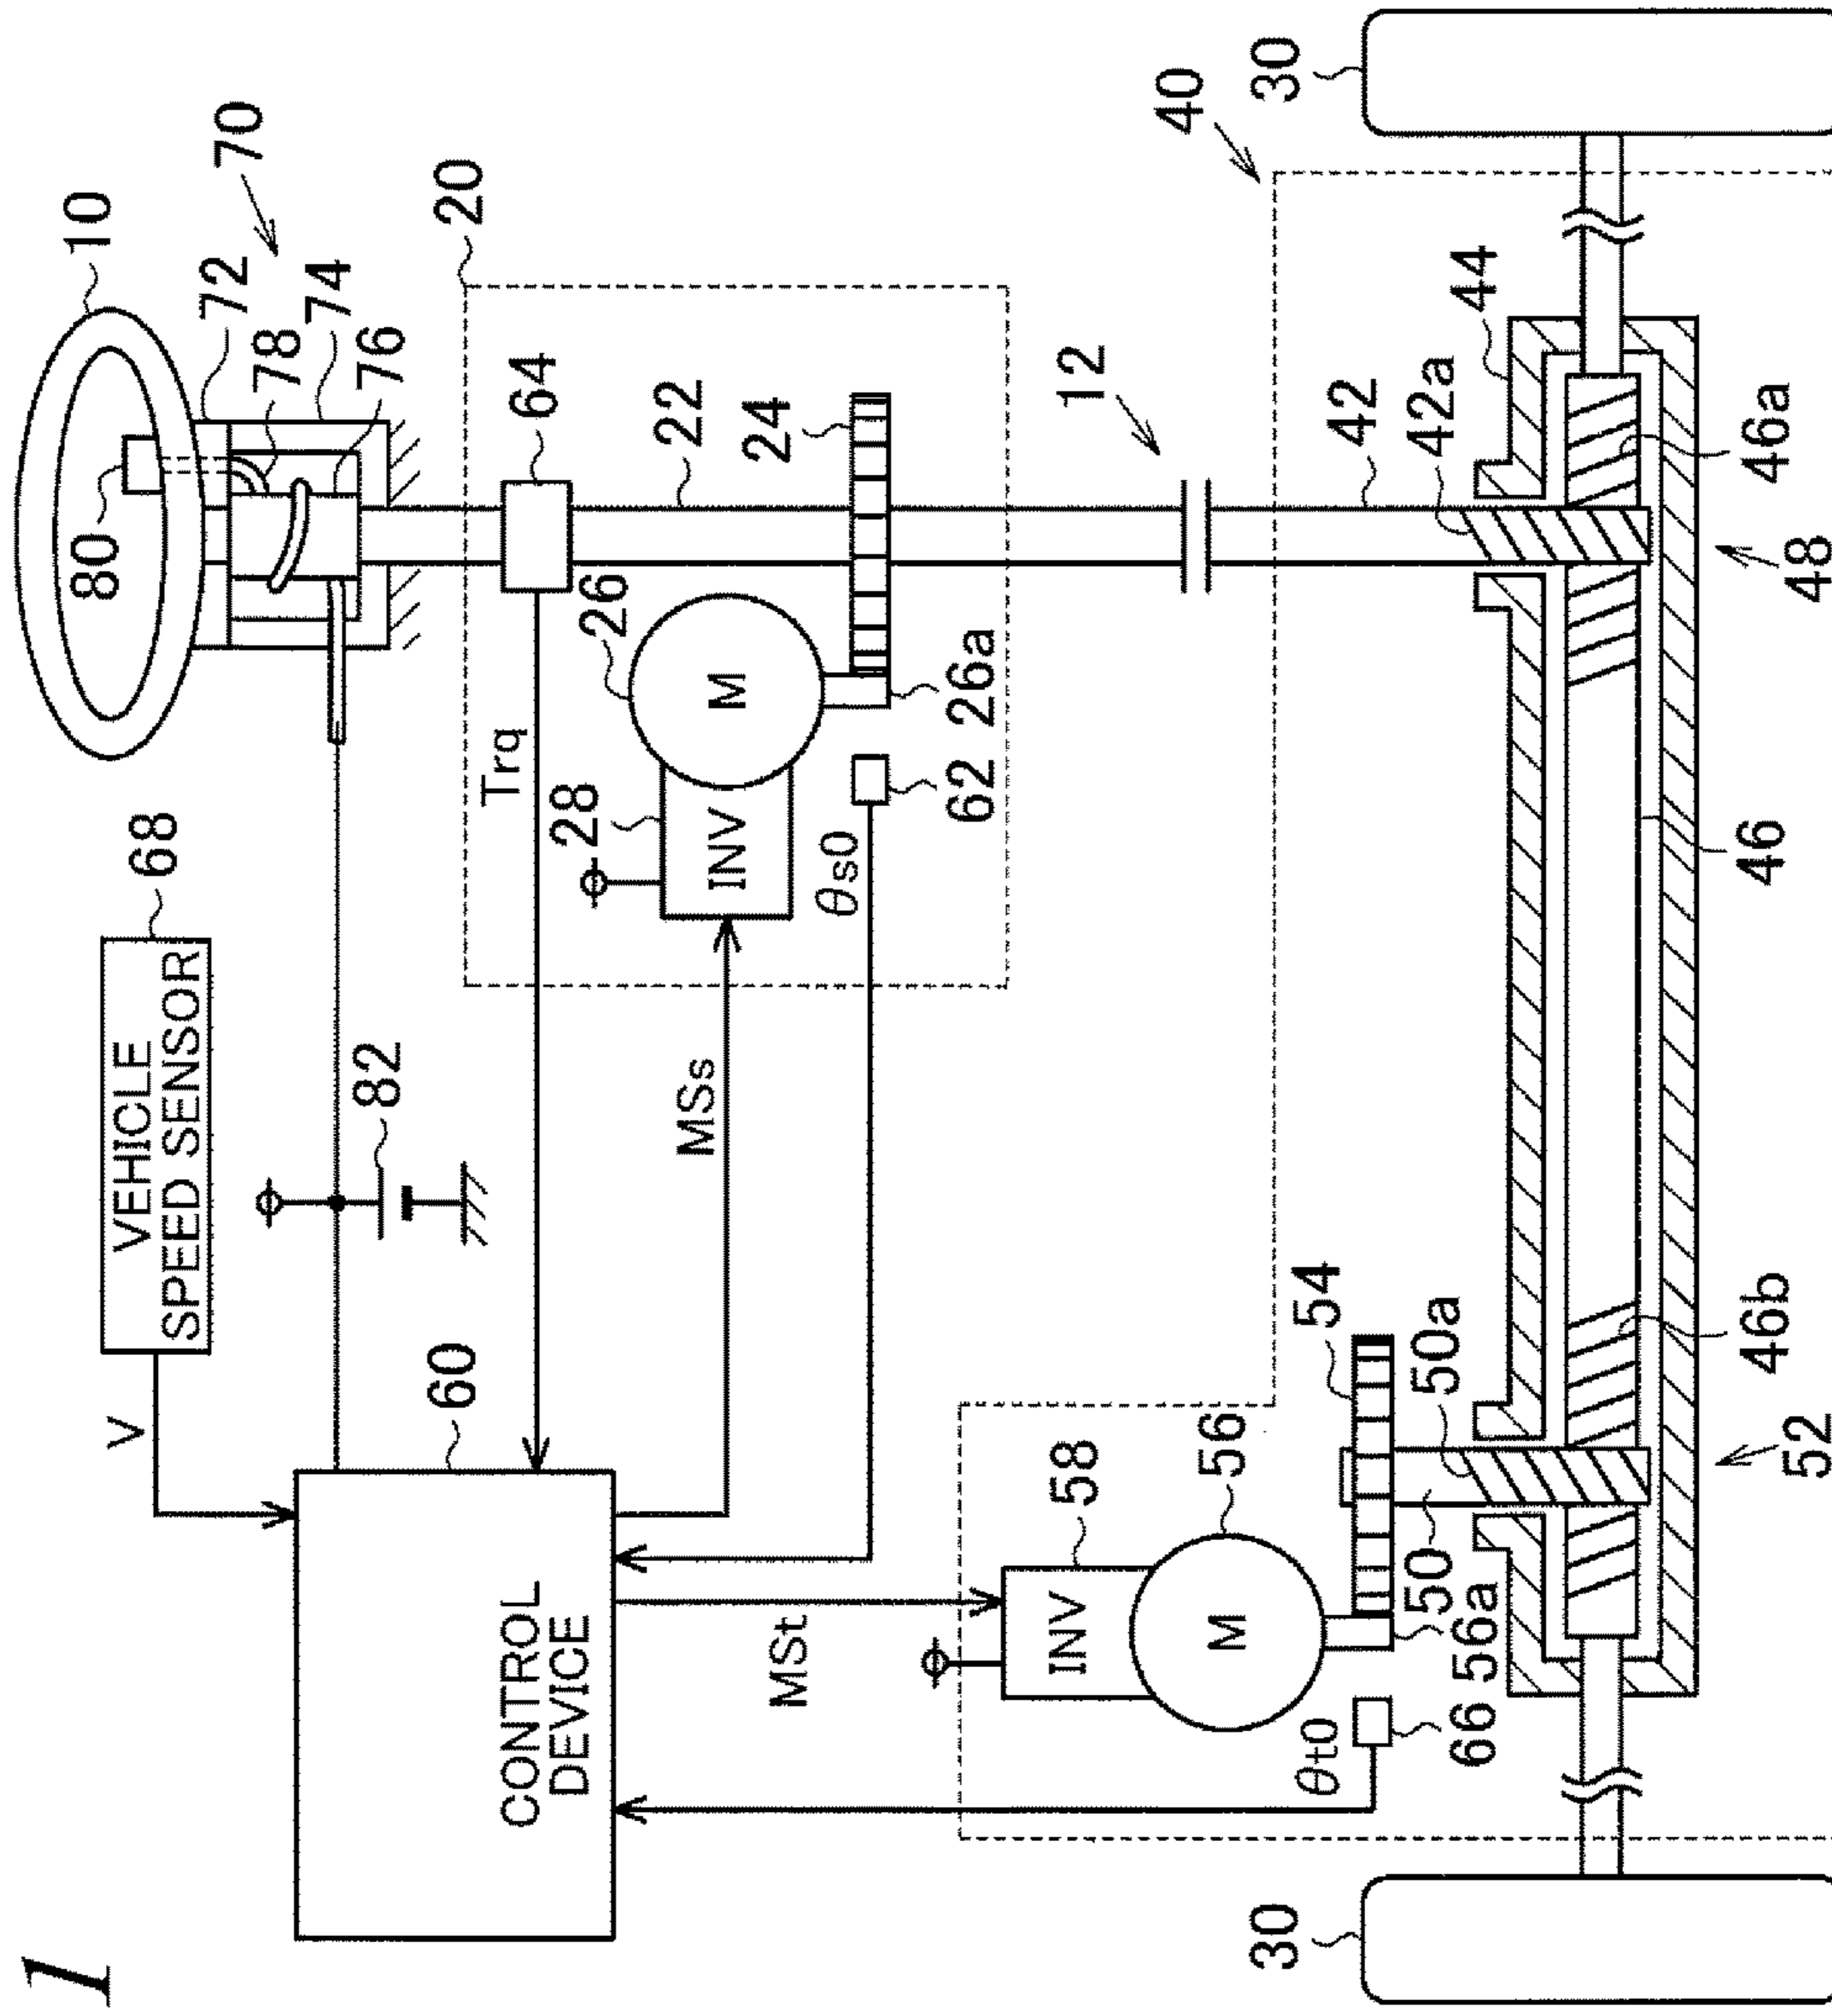 1
10
70
72
78
74
76
80
VEHICLE
SPEED SENSOR
68
V
82
20
64
Trq
22
26
24
28
INV
M
26a
62
θs0
MSs
60
CONTROL
DEVICE
12
40
30
42
42a
44
46a
48
46
46b
MSt
58
INV
56
M
54
50a
50
56a
66
θt0
52
30